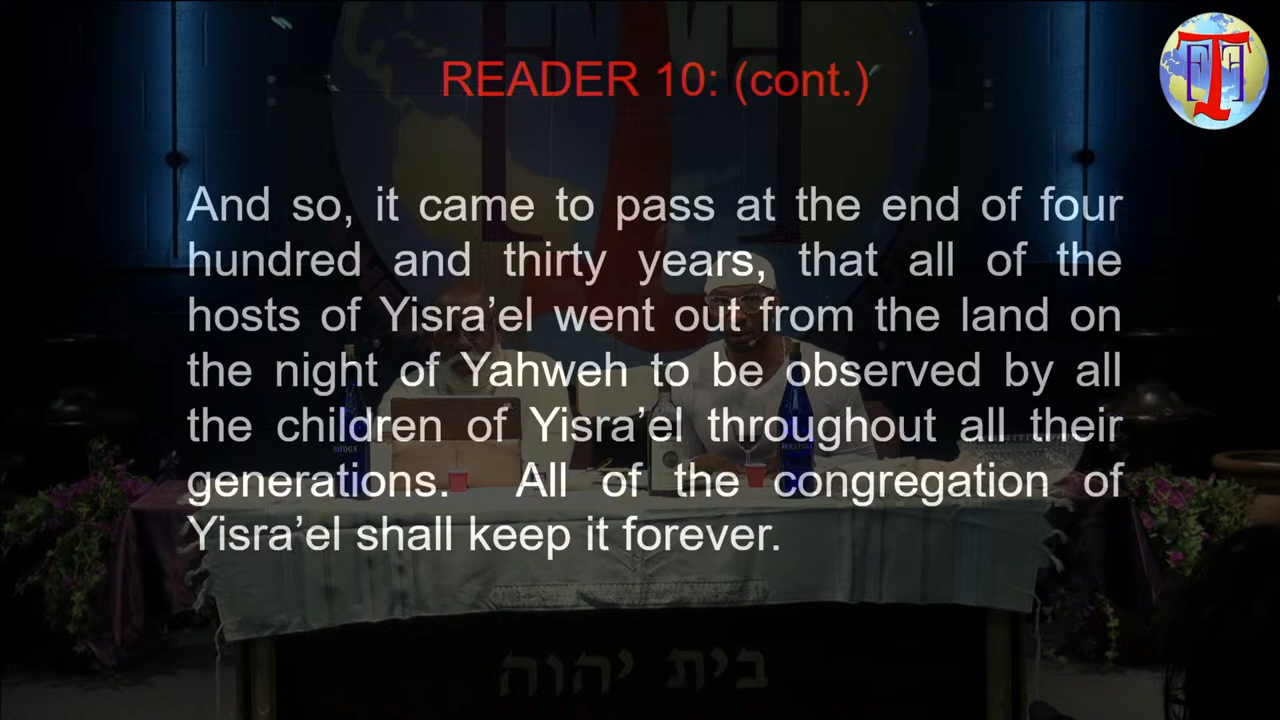 READER 10: (cont.)
And so, it came to pass at the end of four
hundred and thirty years, that all of the
hosts of Yisra’el went out from the land on
the night of Yahweh to be observed by all
the children of Yisra’el throughout all their
generations.  All of the congregation of
Yisra’el shall keep it forever.
SARATOGA
בית יהוה